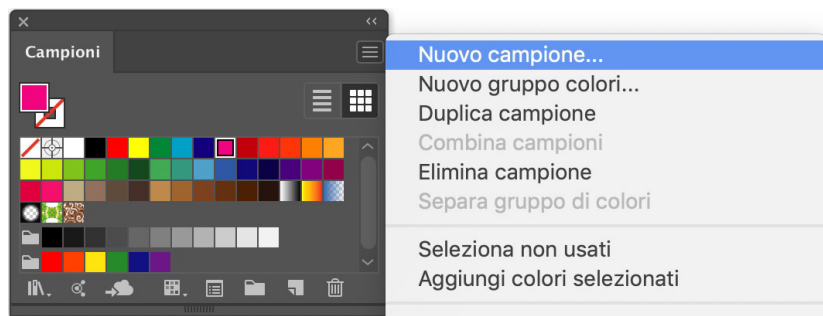 Campioni
Nuovo campione...
Nuovo gruppo colori...
Duplica campione
Combina campioni
Elimina campione
Separa gruppo di colori
Seleziona non usati
Aggiungi colori selezionati